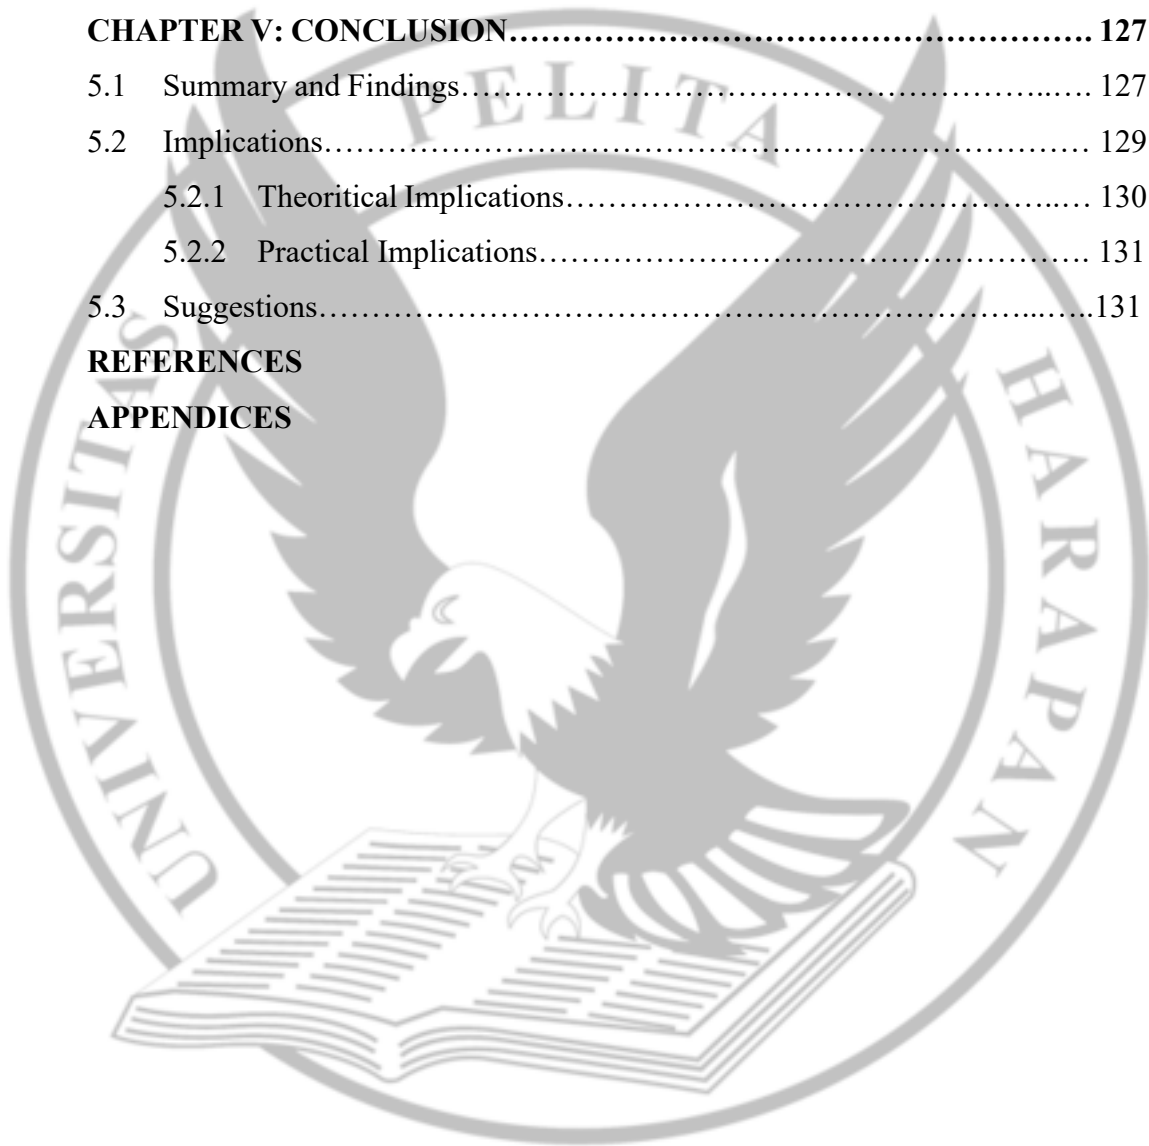 CHAPTER V: CONCLUSION…………………………………………………. 127
5.1 Summary and Findings…………………………………………………..…. 127
5.2 Implications………………………………………………………………… 129
5.2.1 Theoritical Implications…………………………………………..… 130
5.2.2 Practical Implications………………………………………………. 131
5.3 Suggestions……………………………………………………………...…..131
REFERENCES
APPENDICES
UNIVERSITAS PELITA HARAPAN